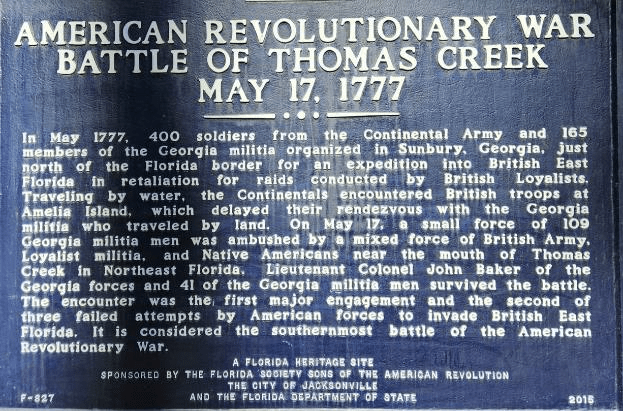 AMERICAN REVOLUTIONARY WAR
BATTLE OF THOMAS CREEK
MAY 17, 1777
In May 1777, 400 soldiers from the Continental Army and 165
members of the Georgia militia organized in Sunbury, Georgia, just
north of the Florida border for an expedition into British East
Florida in retaliation for raids conducted by British Loyalists.
Traveling by water, the Continentals encountered British troops at
Amelia Island, which delayed their rendezvous with the Georgia
militia who traveled by land. On May 17, a small force of 109
Georgia militia men was ambushed by a mixed force of British Army,
Loyalist militia, and Native Americans near the mouth of Thomas
Creek in Northeast Florida. Lieutenant Colonel John Baker of the
Georgia forces and 41 of the Georgia militia men survived the battle.
The encounter was the first major engagement and the second of
three failed attempts by American forces to invade British East
Florida. It is considered the southernmost battle of the American
Revolutionary War.
A FLORIDA HERITAGE SITE
SPONSORED BY THE FLORIDA SOCIETY SONS OF THE AMERICAN REVOLUTION
THE CITY OF JACKSONVILLE
F-827 AND THE FLORIDA DEPARTMENT OF STATE 2015